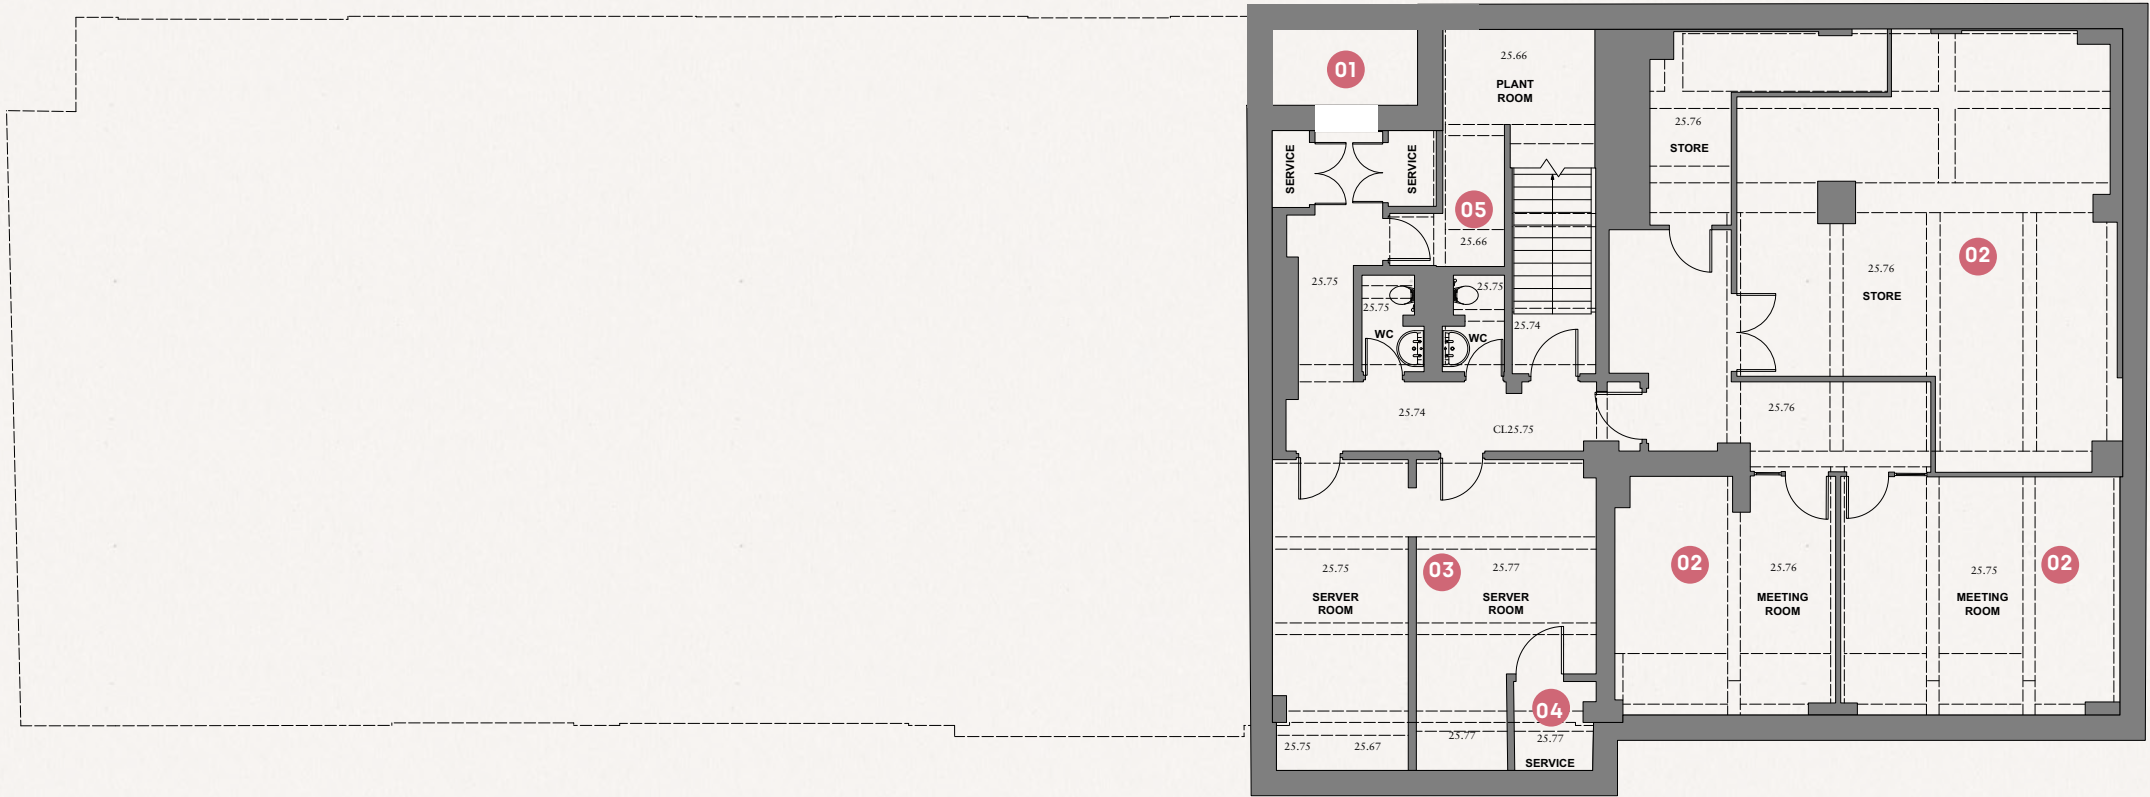 01
25.66
PLANT
ROOM
25.76
STORE
SERVICE
SERVICE
05
25.66
02
25.76
STORE
25.75
25.75
25.75
WC
WC
25.74
25.74
CL25.75
25.76
25.75
SERVER
ROOM
03
25.77
SERVER
ROOM
02
25.76
MEETING
ROOM
25.75
MEETING
ROOM
02
04
25.75
25.67
25.77
25.77
SERVICE